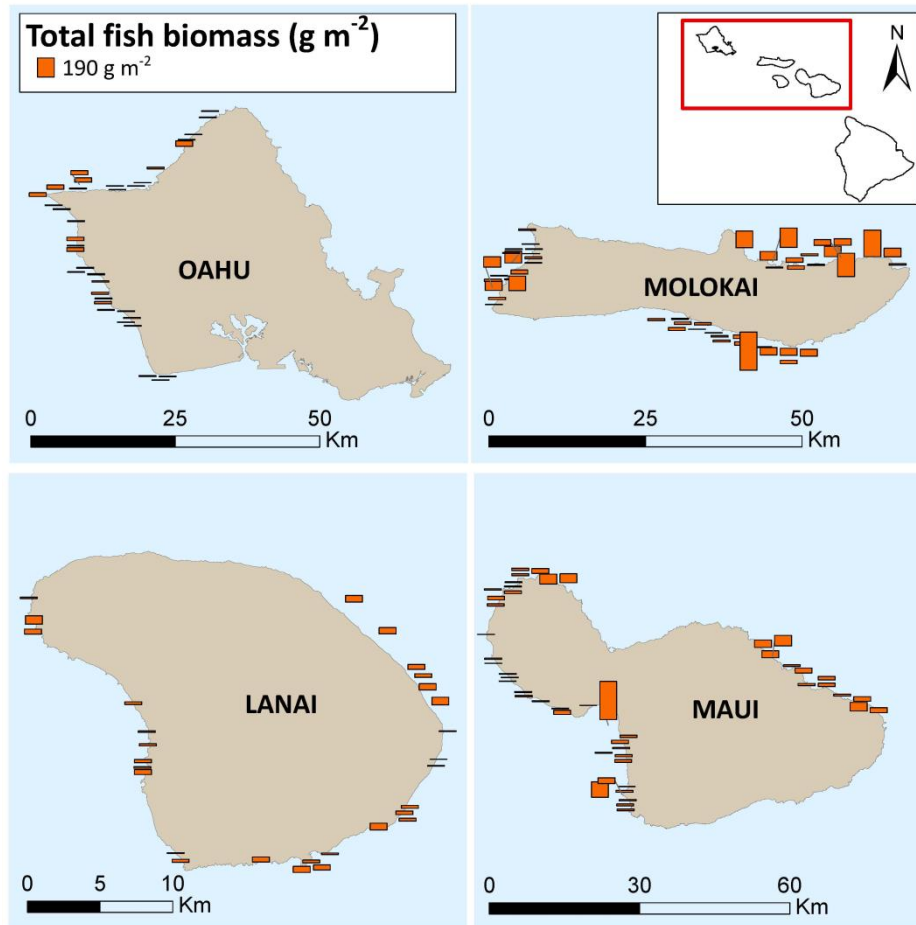 Total fish biomass (g m-2)
190 g m-2
N
OAHU
MOLOKAI
0 25 50
Km
0 25 50
Km
LANAI
MAUI
0 5 10
Km
0 30 60
Km